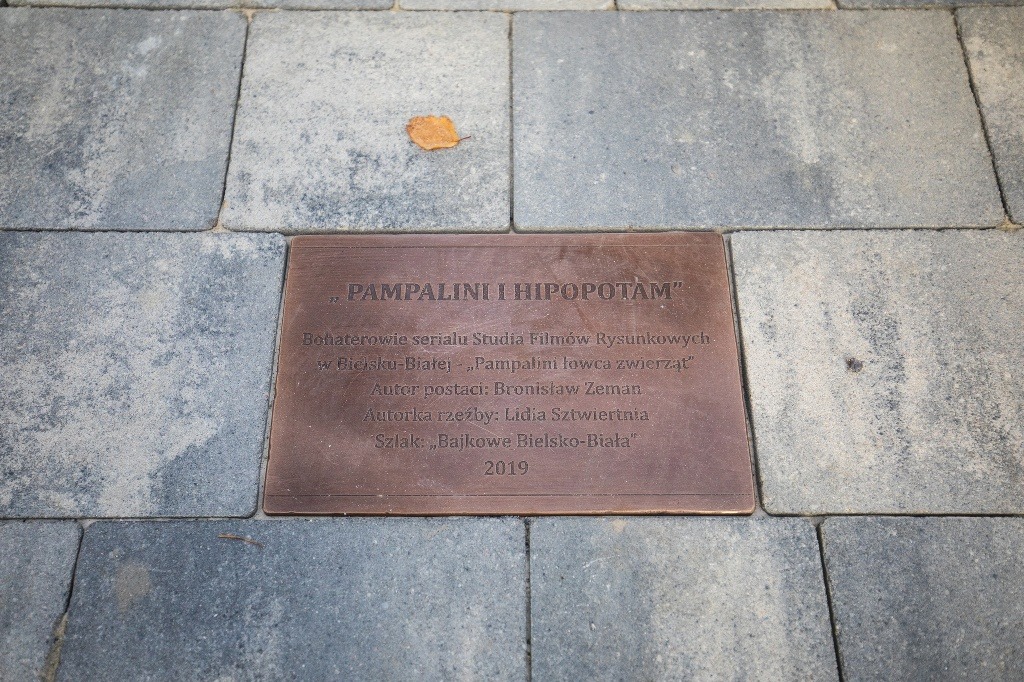 „PAMPALINI I HIPOPOTAM”
Bohaterowie serialu Studia Filmów Rysunkowych
w Bielsku-Białej - „Pampalini łowca zwierząt”
Autor postaci: Bronisław Zeman
Autorka rzeźby: Lidia Sztwiertnia
Szlak: „Bajkowe Bielsko-Biała”
2019